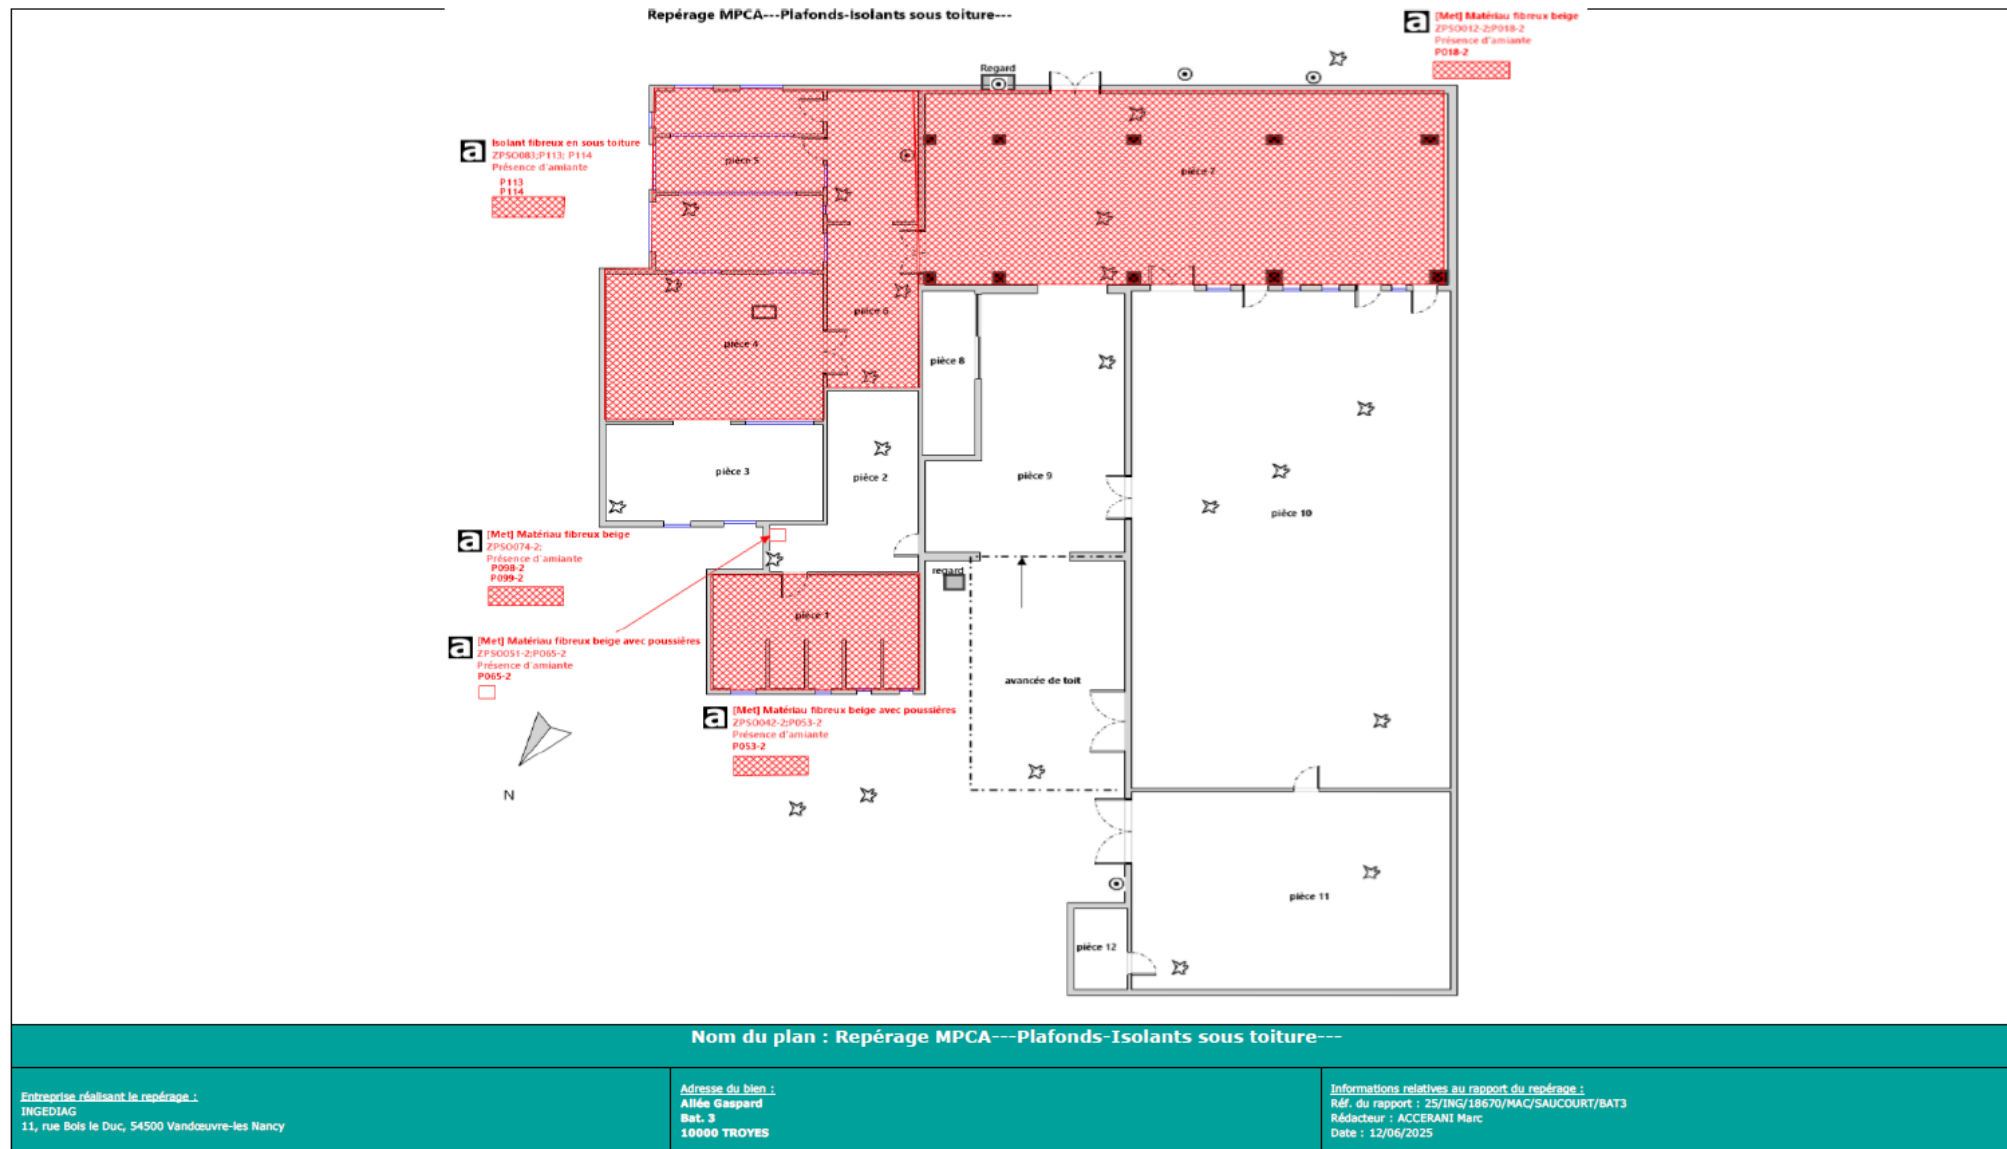 Repérage MPCA---Plafonds-Isolants sous toiture---
a
[Met] Matériau fibreux beige
ZPSO012-2;P018-2
Présence d'amiante
P018-2
Regard
a
Isolant fibreux en sous toiture
ZPSO083;P113; P114
Présence d'amiante
P113
P114
pièce 5
pièce 7
pièce 6
pièce 4
pièce 8
pièce 3
pièce 2
pièce 9
pièce 10
a
[Met] Matériau fibreux beige
ZPSO074-2;
Présence d'amiante
P098-2
P099-2
regard
pièce 1
a
[Met] Matériau fibreux beige avec poussières
ZPSO051-2;P065-2
Présence d'amiante
P065-2
avancée de toit
a
[Met] Matériau fibreux beige avec poussières
ZPSO042-2;P053-2
Présence d'amiante
P053-2
N
pièce 11
pièce 12
Nom du plan : Repérage MPCA---Plafonds-Isolants sous toiture---
Entreprise réalisant le repérage :
INGEDIAG
11, rue Bois le Duc, 54500 Vandœuvre-les Nancy
Adresse du bien :
Allée Gaspard
Bat. 3
10000 TROYES
Informations relatives au rapport du repérage :
Réf. du rapport : 25/ING/18670/MAC/SAUCOURT/BAT3
Rédacteur : ACCERANI Marc
Date : 12/06/2025